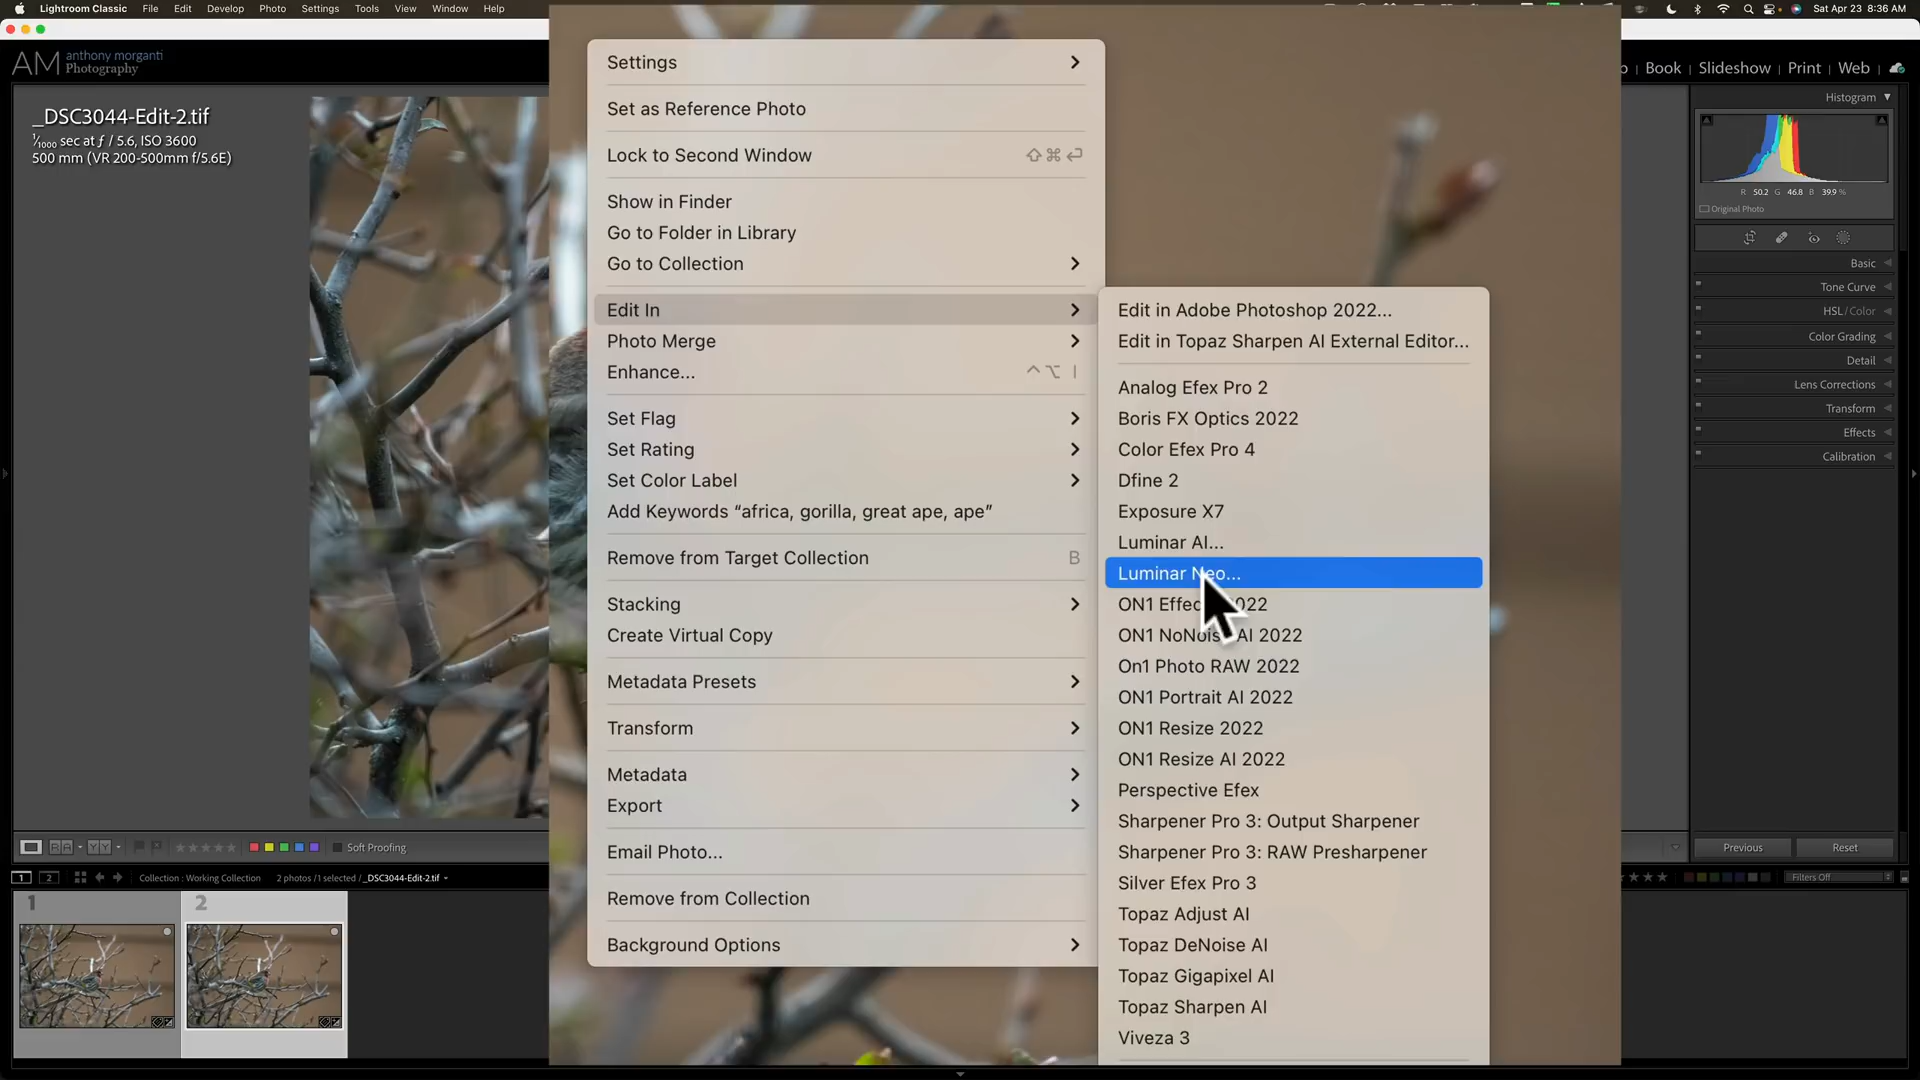 Lightroom Classic File Edit Develop Photo Settings Tools View Window Help
Sat Apr 23 8:36 AM
AM anthony morganti
Photography
Book | Slideshow | Print | Web
_DSC3044-Edit-2.tif
1/1000 sec at ƒ / 5.6, ISO 3600
500 mm (VR 200-500mm f/5.6E)
Settings
Set as Reference Photo
Lock to Second Window ⇧⌘↩
Show in Finder
Go to Folder in Library
Go to Collection
Edit In
Photo Merge
Enhance... ^⌥ I
Set Flag
Set Rating
Set Color Label
Add Keywords “africa, gorilla, great ape, ape”
Remove from Target Collection B
Stacking
Create Virtual Copy
Metadata Presets
Transform
Metadata
Export
Email Photo...
Remove from Collection
Background Options
Edit in Adobe Photoshop 2022...
Edit in Topaz Sharpen AI External Editor...
Analog Efex Pro 2
Boris FX Optics 2022
Color Efex Pro 4
Dfine 2
Exposure X7
Luminar AI...
Luminar Neo...
ON1 Effects 2022
ON1 NoNoise AI 2022
On1 Photo RAW 2022
ON1 Portrait AI 2022
ON1 Resize 2022
ON1 Resize AI 2022
Perspective Efex
Sharpener Pro 3: Output Sharpener
Sharpener Pro 3: RAW Presharpener
Silver Efex Pro 3
Topaz Adjust AI
Topaz DeNoise AI
Topaz Gigapixel AI
Topaz Sharpen AI
Viveza 3
Histogram
R 50.2 G 46.8 B 39.9 %
Original Photo
Basic
Tone Curve
HSL / Color
Color Grading
Detail
Lens Corrections
Transform
Effects
Calibration
Previous Reset
Soft Proofing
1 2 Collection : Working Collection 2 photos /1 selected /_DSC3044-Edit-2.tif
Filters Off
1 2